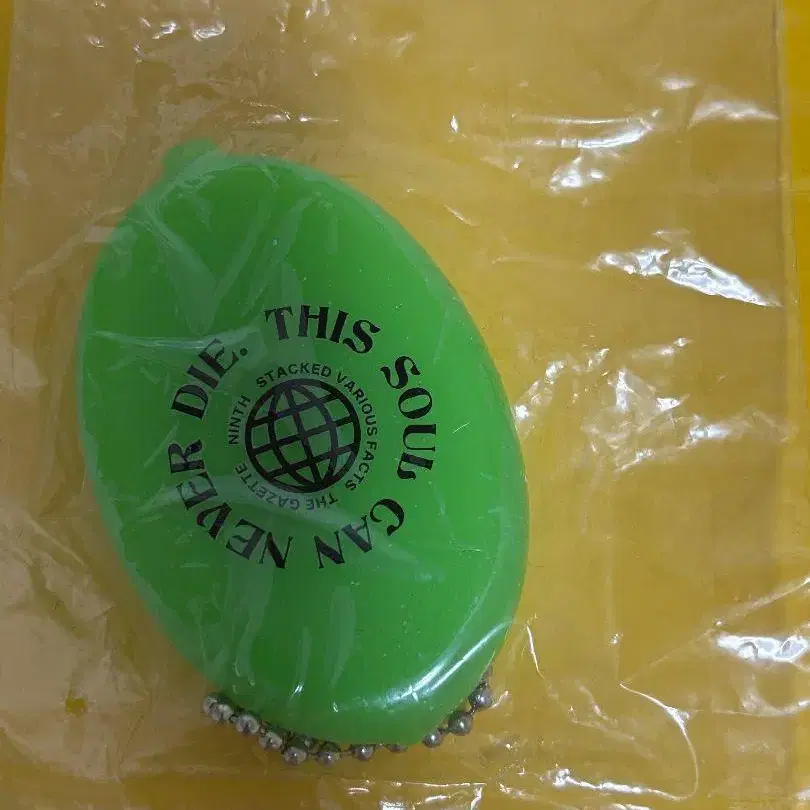 THIS SOUL CAN NEVER DIE.
NINTH STACKED VARIOUS FACTS THE GAZETTE